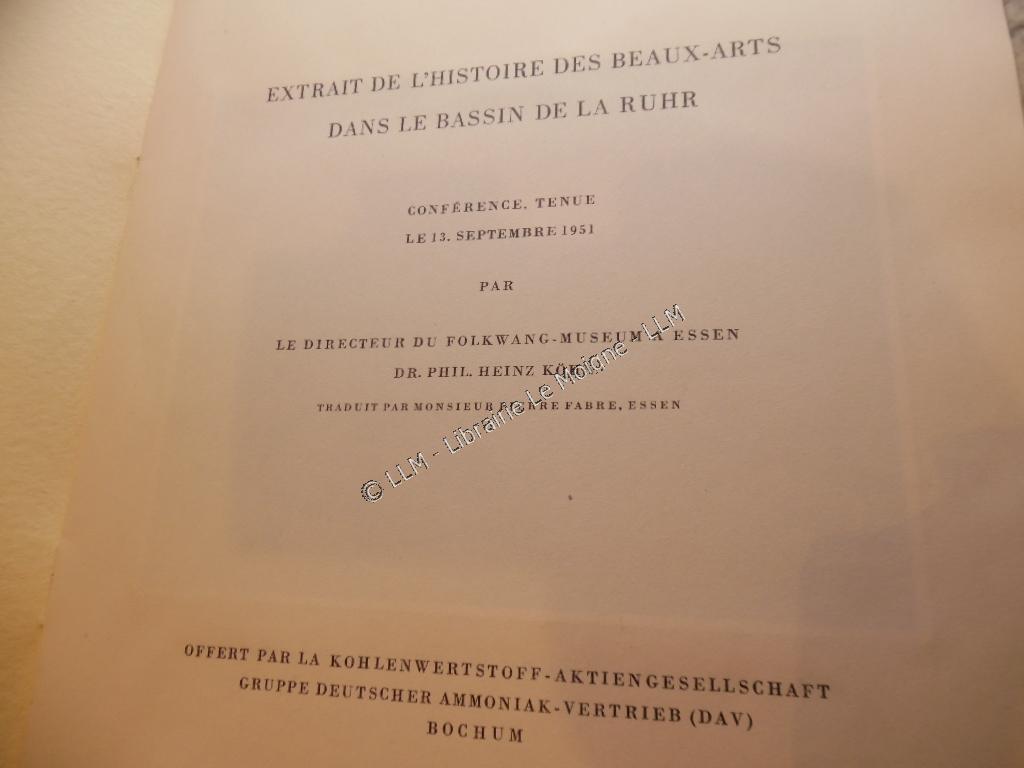 EXTRAIT DE L'HISTOIRE DES BEAUX-ARTS
DANS LE BASSIN DE LA RUHR
CONFÉRENCE, TENUE
LE 13. SEPTEMBRE 1951
PAR
LE DIRECTEUR DU FOLKWANG-MUSEUM A ESSEN
DR. PHIL. HEINZ
TRADUIT PAR MONSIEUR PIERRE FABRE, ESSEN
© LLM - Librairie Le Moigne - LLM
OFFERT PAR LA KOHLENWERTSTOFF-AKTIENGESELLSCHAFT
GRUPPE DEUTSCHER AMMONIAK-VERTRIEB (DAV)
BOCHUM